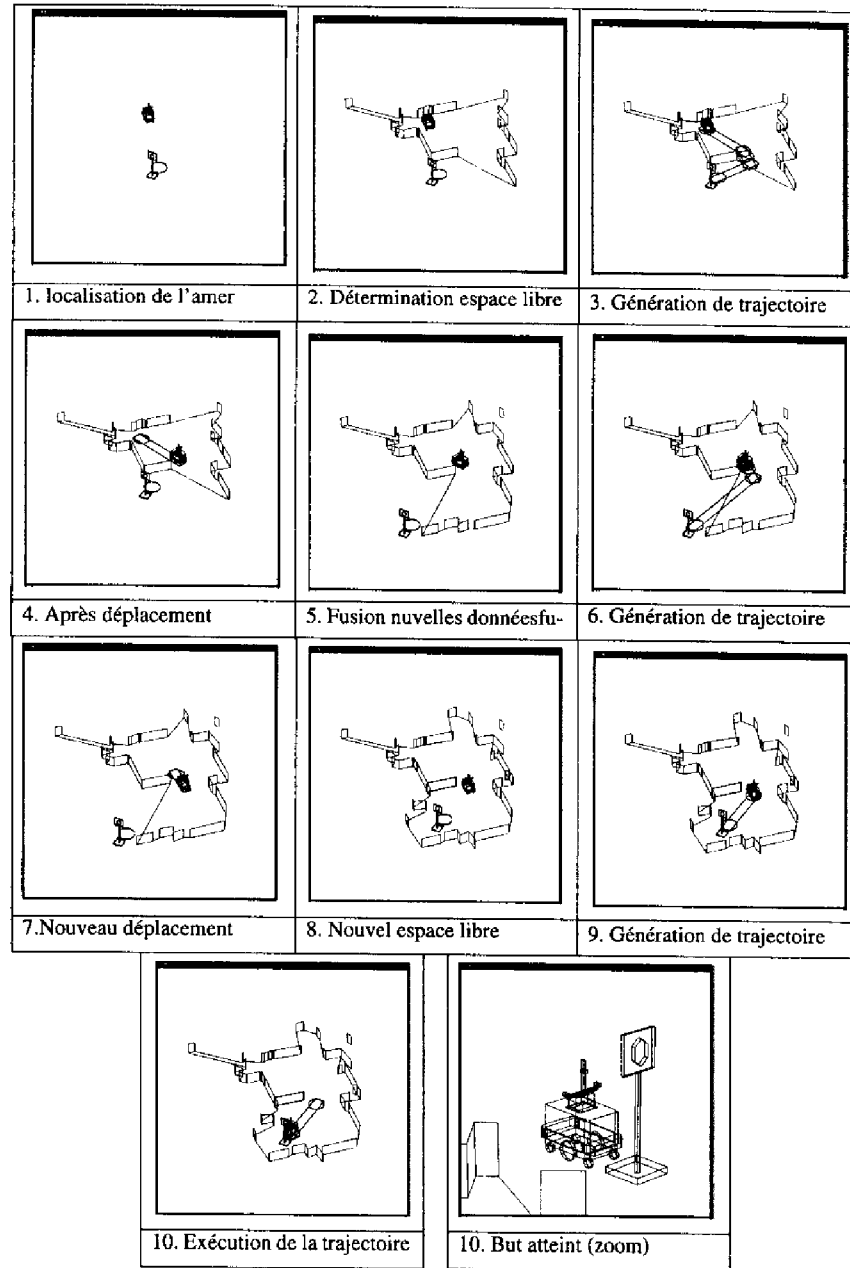 1. localisation de l'amer
2. Détermination espace libre
3. Génération de trajectoire
4. Après déplacement
5. Fusion nuvelles donnéesfu-
6. Génération de trajectoire
7.Nouveau déplacement
8. Nouvel espace libre
9. Génération de trajectoire
10. Exécution de la trajectoire
10. But atteint (zoom)